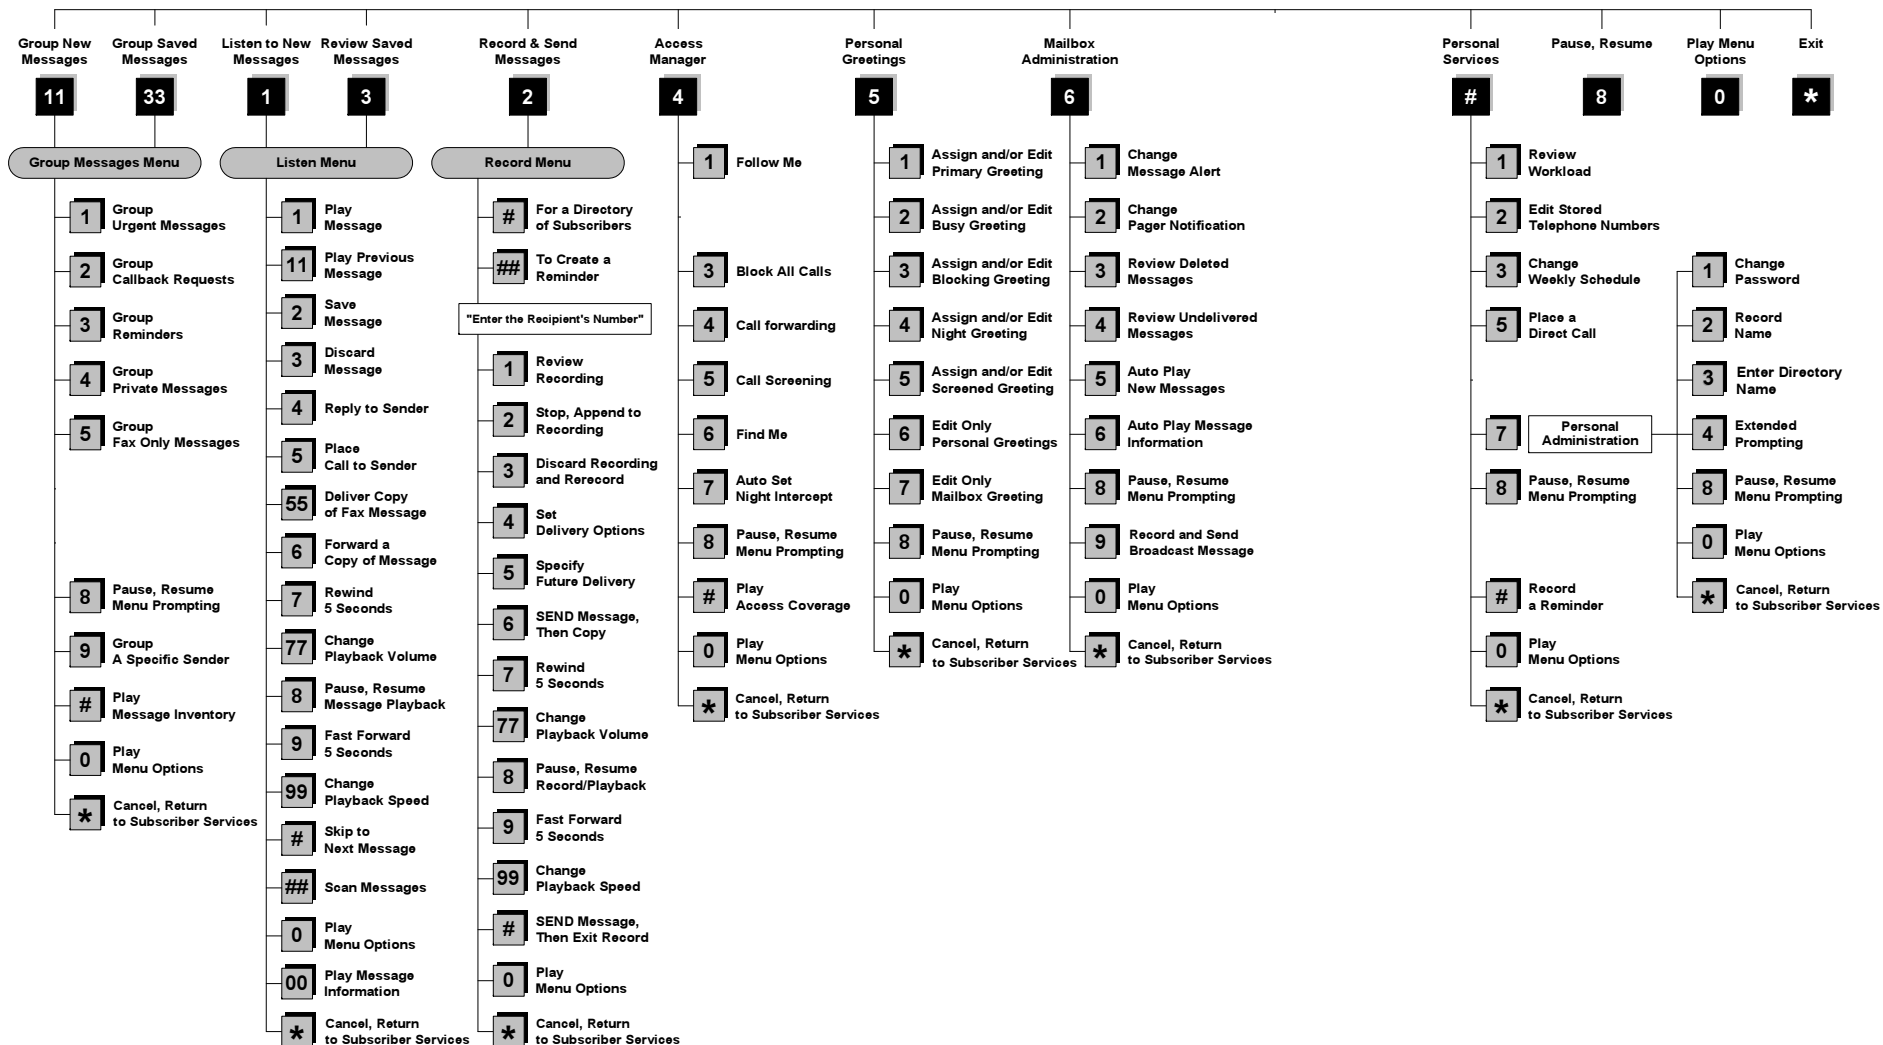 Group New
Messages
11
Group Saved
Messages
33
Listen to New
Messages
1
Review Saved
Messages
3
Record & Send
Messages
2
Access
Manager
4
Personal
Greetings
5
Mailbox
Administration
6
Personal
Services
#
Pause, Resume
8
Play Menu
Options
0
Exit
*
Group Messages Menu
1
Group
Urgent Messages
2
Group
Callback Requests
3
Group
Reminders
4
Group
Private Messages
5
Group
Fax Only Messages
8
Pause, Resume
Menu Prompting
9
Group
A Specific Sender
#
Play
Message Inventory
0
Play
Menu Options
*
Cancel, Return
to Subscriber Services
Listen Menu
1
Play
Message
11
Play Previous
Message
2
Save
Message
3
Discard
Message
4
Reply to Sender
5
Place
Call to Sender
55
Deliver Copy
of Fax Message
6
Forward a
Copy of Message
7
Rewind
5 Seconds
77
Change
Playback Volume
8
Pause, Resume
Message Playback
9
Fast Forward
5 Seconds
99
Change
Playback Speed
#
Skip to
Next Message
##
Scan Messages
0
Play
Menu Options
00
Play Message
Information
*
Cancel, Return
to Subscriber Services
Record Menu
#
For a Directory
of Subscribers
##
To Create a
Reminder
"Enter the Recipient's Number"
1
Review
Recording
2
Stop, Append to
Recording
3
Discard Recording
and Rerecord
4
Set
Delivery Options
5
Specify
Future Delivery
6
SEND Message,
Then Copy
7
Rewind
5 Seconds
77
Change
Playback Volume
8
Pause, Resume
Record/Playback
9
Fast Forward
5 Seconds
99
Change
Playback Speed
#
SEND Message,
Then Exit Record
0
Play
Menu Options
*
Cancel, Return
to Subscriber Services
1
Follow Me
3
Block All Calls
4
Call forwarding
5
Call Screening
6
Find Me
7
Auto Set
Night Intercept
8
Pause, Resume
Menu Prompting
#
Play
Access Coverage
0
Play
Menu Options
*
Cancel, Return
to Subscriber Services
1
Assign and/or Edit
Primary Greeting
2
Assign and/or Edit
Busy Greeting
3
Assign and/or Edit
Blocking Greeting
4
Assign and/or Edit
Night Greeting
5
Assign and/or Edit
Screened Greeting
6
Edit Only
Personal Greetings
7
Edit Only
Mailbox Greeting
8
Pause, Resume
Menu Prompting
0
Play
Menu Options
*
Cancel, Return
to Subscriber Services
1
Change
Message Alert
2
Change
Pager Notification
3
Review Deleted
Messages
4
Review Undelivered
Messages
5
Auto Play
New Messages
6
Auto Play Message
Information
8
Pause, Resume
Menu Prompting
9
Record and Send
Broadcast Message
0
Play
Menu Options
*
Cancel, Return
to Subscriber Services
1
Review
Workload
2
Edit Stored
Telephone Numbers
3
Change
Weekly Schedule
5
Place a
Direct Call
7
Personal
Administration
8
Pause, Resume
Menu Prompting
#
Record
a Reminder
0
Play
Menu Options
*
Cancel, Return
to Subscriber Services
1
Change
Password
2
Record
Name
3
Enter Directory
Name
4
Extended
Prompting
8
Pause, Resume
Menu Prompting
0
Play
Menu Options
*
Cancel, Return
to Subscriber Services